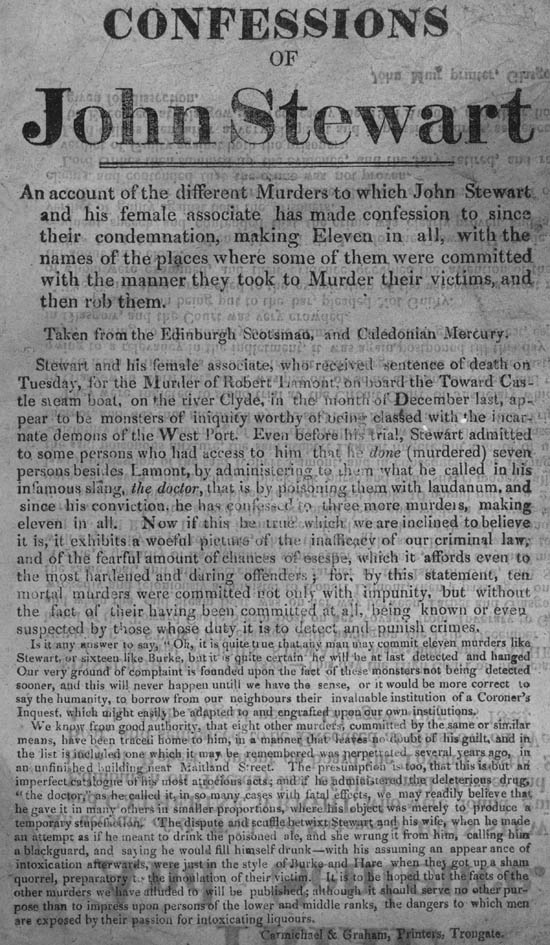 CONFESSIONS
OF
John Stewart
An account of the different Murders to which John Stewart
and his female associate has made confession to since
their condemnation, making Eleven in all, with the
names of the places where some of them were committed
with the manner they took to Murder their victims, and
then rob them.
Taken from the Edinburgh Scotsman, and Caledonian Mercury.
Stewart and his female associate, who received sentence of death on
Tuesday, for the Murder of Robert Lamont, on board the Toward Cas-
tle steam boat, on the river Clyde, in the month of December last, ap-
pear to be monsters of iniquity worthy of being classed with the incar-
nate demons of the West Port. Even before his trial, Stewart admitted
to some persons who had access to him that he done (murdered) seven
persons besides Lamont, by administering to them what he called in his
infamous slang, the doctor, that is by poisoning them with laudanum, and
since his conviction, he has confessed to three more murders, making
eleven in all. Now if this be true which we are inclined to believe
it is, it exhibits a woeful picture of the inafficacy of our criminal law,
and of the fearful amount of chances of escspe, which it affords even to
the most hardened and daring offenders; for, by this statement, ten
mortal murders were committed not only with impunity, but without
the fact of their having been committed at all, being known or even
suspected by those whose duty it is to detect and punish crimes.
Is it any answer to say, "Oh, it is quite true that any man may commit eleven murders like
Stewart, or sixteen like Burke, but it is quite certain he will be at last detected and hanged
Our very ground of complaint is founded upon the fact of these monsters not being detected
sooner, and this will never happen untill we have the sense, or it would be more correct to
say the humanity, to borrow from our neighbours their invaluable institution of a Coroner's
Inquest, which might easily be adapted to and engrafted upon our own institutions.
We know from good authority, that eight other murders, committed by the same or similar
means, have been traced home to him, in a manner that leaves no doubt of his guilt, and in
the list is included one which it may be remembered was perpetrated several years ago, in
an unfinished building near Maitland Street. The presumption is too, that this is but an
imperfect catalogue of his most atrocious acts; and if he administered the deleterious drug,
"the doctor," as he called it, in so many cases with fatal effects, we may readily believe that
he gave it in many others in smaller proportions, where his object was merely to produce a
temporary stupefaction. The dispute and scuffle betwixt Stewart and his wife, when he made
an attempt as if he meant to drink the poisoned ale, and she wrung it from him, calling him
a blackguard, and saying he would fill himself drunk—with his assuming an appearance of
intoxication afterwards, were just in the style of Burke and Hare when they got up a sham
quorrel, preparatory to the imolation of their victim. It is to be hoped that the facts of the
other murders we have alluded to will be published; although it should serve no other pur-
pose than to impress upon persons of the lower and middle ranks, the dangers to which men
are exposed by their passion for intoxicating liquours.
Carmichael & Graham, Printers, Trongate.